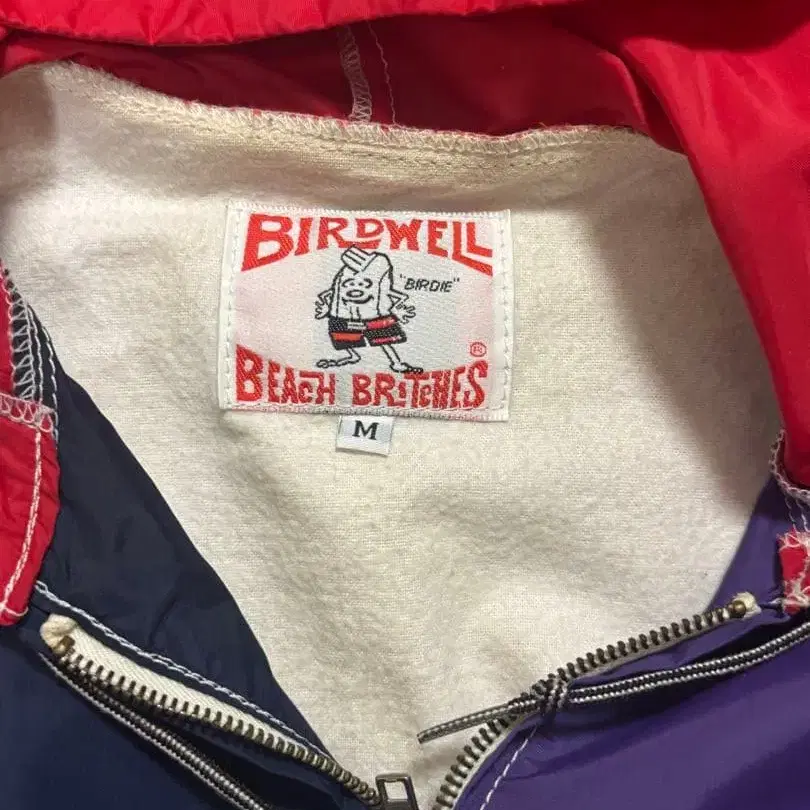 BIRDWELL
"BIRDIE"
®
BEACH BRITCHES
M